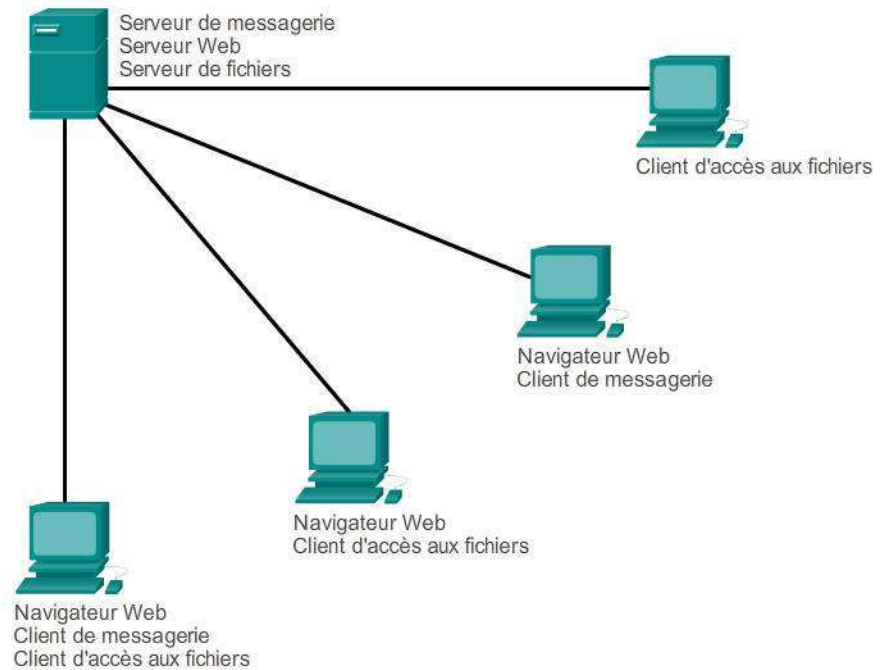 Serveur de messagerie
Serveur Web
Serveur de fichiers
Client d'accès aux fichiers
Navigateur Web
Client de messagerie
Navigateur Web
Client d'accès aux fichiers
Navigateur Web
Client de messagerie
Client d'accès aux fichiers